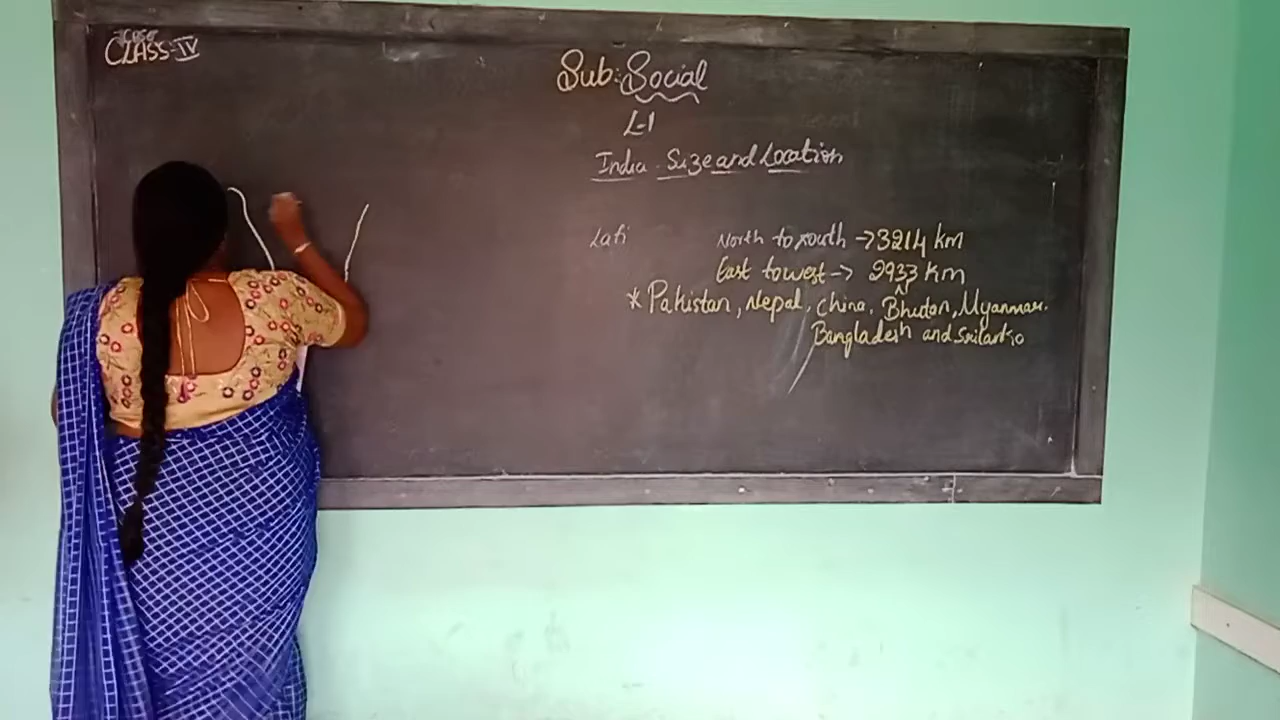 CLASS-IV
Sub: Social
L-1
India - Size and Location
Lati
North to south → 3214 km
East to west → 2933 km
* Pakistan, Nepal, China, Bhutan, Myanmar.
Bangladesh and Srilanka